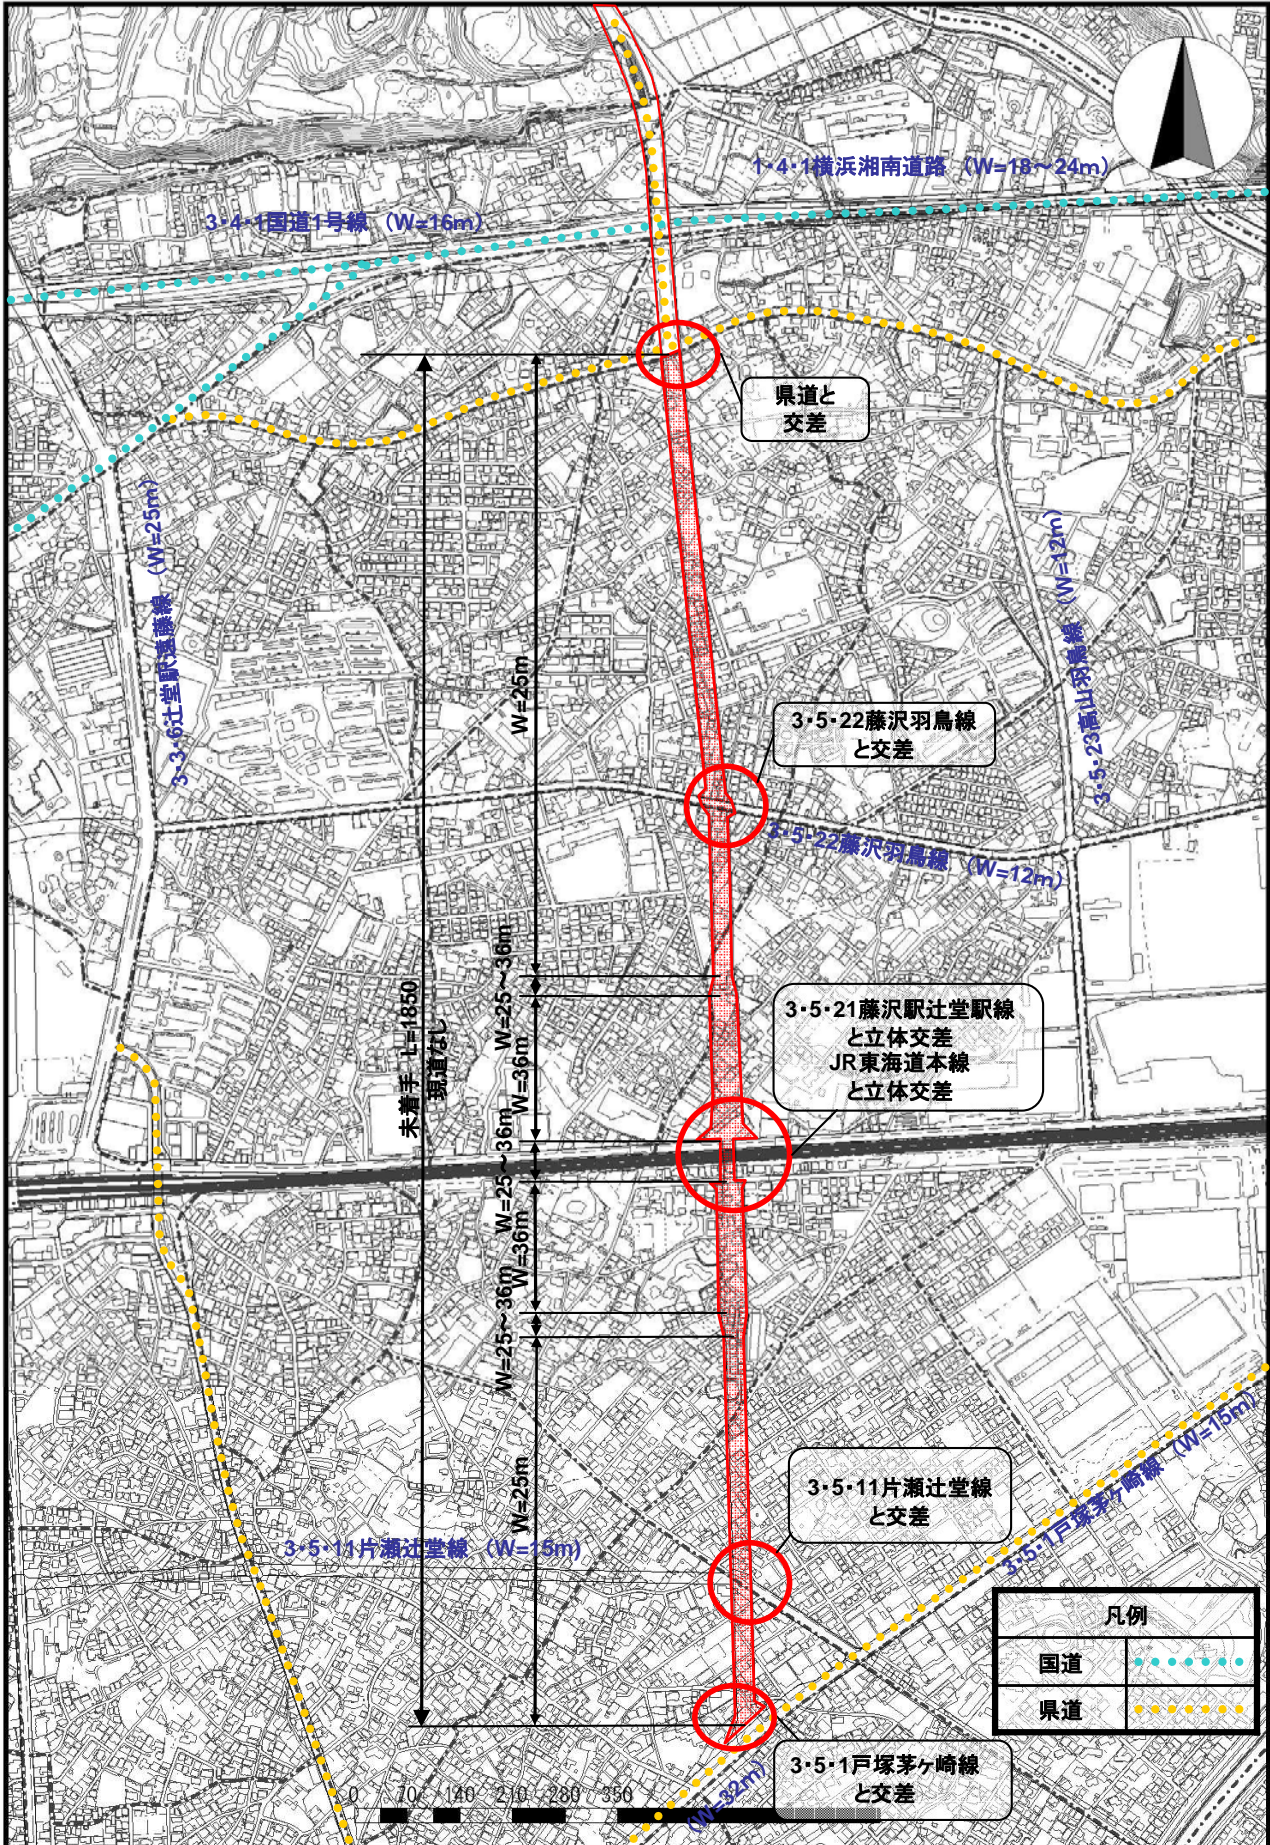 1・4・1横浜湘南道路 （W=18～24m）
3・4・1国道1号線 （W=16m）
県道と
交差
3・3・6辻堂駅遠藤線 （W=25m）
3・5・23高山羽鳥線 （W=12m）
W=25m
3・5・22藤沢羽鳥線
と交差
3・5・22藤沢羽鳥線 （W=12m）
未着手 L=1850
現道なし
W=25～36m
W=36m
3・5・21藤沢駅辻堂駅線
と立体交差
JR東海道本線
と立体交差
W=25～36m
W=36m
W=25～36m
W=25m
3・5・11片瀬辻堂線
と交差
3・5・11片瀬辻堂線 （W=15m）
3・5・1戸塚茅ヶ崎線 （W=15m）
凡例
国道
県道
3・5・1戸塚茅ヶ崎線
と交差
（W=32m）
0 70 140 210 280 350